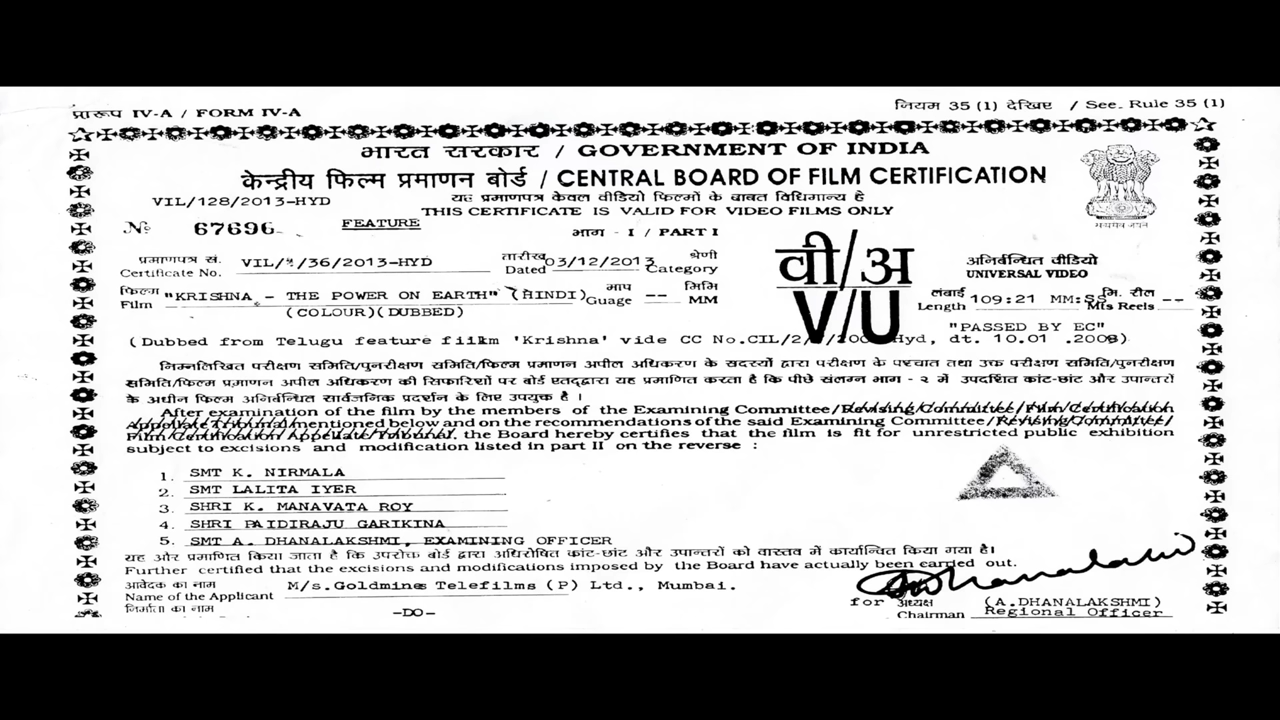 प्रारूप IV-A / FORM IV-A
नियम 35 (1) देखिए / See. Rule 35 (1)
भारत सरकार / GOVERNMENT OF INDIA
केन्द्रीय फिल्म प्रमाणन बोर्ड / CENTRAL BOARD OF FILM CERTIFICATION
VIL/128/2013-HYD
यह प्रमाणपत्र केवल वीडियो फिल्मों के बाबत विधिमान्य है
THIS CERTIFICATE IS VALID FOR VIDEO FILMS ONLY
सत्यमेव जयते
Nº 67696
FEATURE
भाग - I / PART I
प्रमाणपत्र सं.
Certificate No. VIL/ /36/2013-HYD
तारीख
Dated 03/12/2013
श्रेणी
Category
वी/अ
V/U
अनिर्बन्धित वीडियो
UNIVERSAL VIDEO
फिल्म
Film "KRISHNA - THE POWER ON EARTH" (HINDI)
माप
Guage --
मिमि
MM
लंबाई
Length 109:21 MM:SS
मि. रील
Mts Reels --
(COLOUR)(DUBBED)
"PASSED BY EC"
(Dubbed from Telugu feature fiilm 'Krishna' vide CC No.CIL/2/ Hyd, dt. 10.01 .2008)
निम्नलिखित परीक्षण समिति/पुनरीक्षण समिति/फिल्म प्रमाणन अपील अधिकरण के सदस्यों द्वारा परीक्षण के पश्चात तथा उक्त परीक्षण समिति/पुनरीक्षण
समिति/फिल्म प्रमाणन अपील अधिकरण की सिफारिशों पर बोर्ड एतद्द्वारा यह प्रमाणित करता है कि पीछे संलग्न भाग - २ में उपदर्शित कांट-छांट और उपान्तरों
के अधीन फिल्म अनिर्बन्धित सार्वजनिक प्रदर्शन के लिए उपयुक्त है ।
After examination of the film by the members of the Examining Committee/Revising Committee/Film Certification
Appellate Tribunal mentioned below and on the recommendations of the said Examining Committee/Revising Committee/
Film Certification Appellate Tribunal, the Board hereby certifies that the film is fit for unrestricted public exhibition
subject to excisions and modification listed in part II on the reverse :
1. SMT K. NIRMALA
2. SMT LALITA IYER
3. SHRI K. MANAVATA ROY
4. SHRI PAIDIRAJU GARIKINA
5. SMT A. DHANALAKSHMI, EXAMINING OFFICER
यह और प्रमाणित किया जाता है कि उपरोक्त बोर्ड द्वारा अधिरोपित कांट-छांट और उपान्तरों को वास्तव में कार्यान्वित किया गया है।
Further certified that the excisions and modifications imposed by the Board have actually been carried out.
आवेदक का नाम
Name of the Applicant M/s.Goldmines Telefilms (P) Ltd., Mumbai.
निर्माता का नाम
-DO-
Dhanalakshmi
for अध्यक्ष
Chairman
(A.DHANALAKSHMI)
Regional Officer